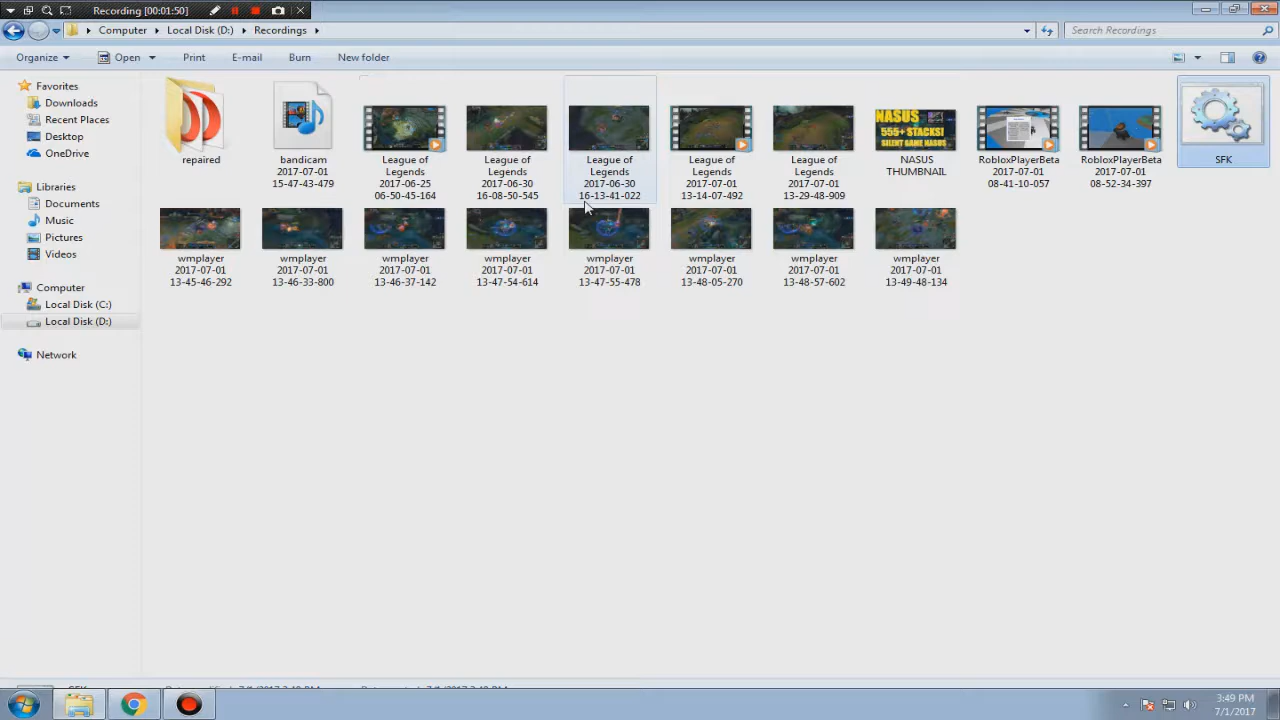 Recording [00:01:50]
Computer Local Disk (D:) Recordings
Search Recordings
Organize Open Print E-mail Burn New folder
Favorites
Downloads
Recent Places
Desktop
OneDrive
Libraries
Documents
Music
Pictures
Videos
Computer
Local Disk (C:)
Local Disk (D:)
Network
repaired
bandicam
2017-07-01
15-47-43-479
League of
Legends
2017-06-25
06-50-45-164
League of
Legends
2017-06-30
16-08-50-545
League of
Legends
2017-06-30
16-13-41-022
League of
Legends
2017-07-01
13-14-07-492
League of
Legends
2017-07-01
13-29-48-909
NASUS
555+ STACKS!
SILENT GAME NASUS
NASUS
THUMBNAIL
RobloxPlayerBeta
2017-07-01
08-41-10-057
RobloxPlayerBeta
2017-07-01
08-52-34-397
SFK
wmplayer
2017-07-01
13-45-46-292
wmplayer
2017-07-01
13-46-33-800
wmplayer
2017-07-01
13-46-37-142
wmplayer
2017-07-01
13-47-54-614
wmplayer
2017-07-01
13-47-55-478
wmplayer
2017-07-01
13-48-05-270
wmplayer
2017-07-01
13-48-57-602
wmplayer
2017-07-01
13-49-48-134
3:49 PM
7/1/2017